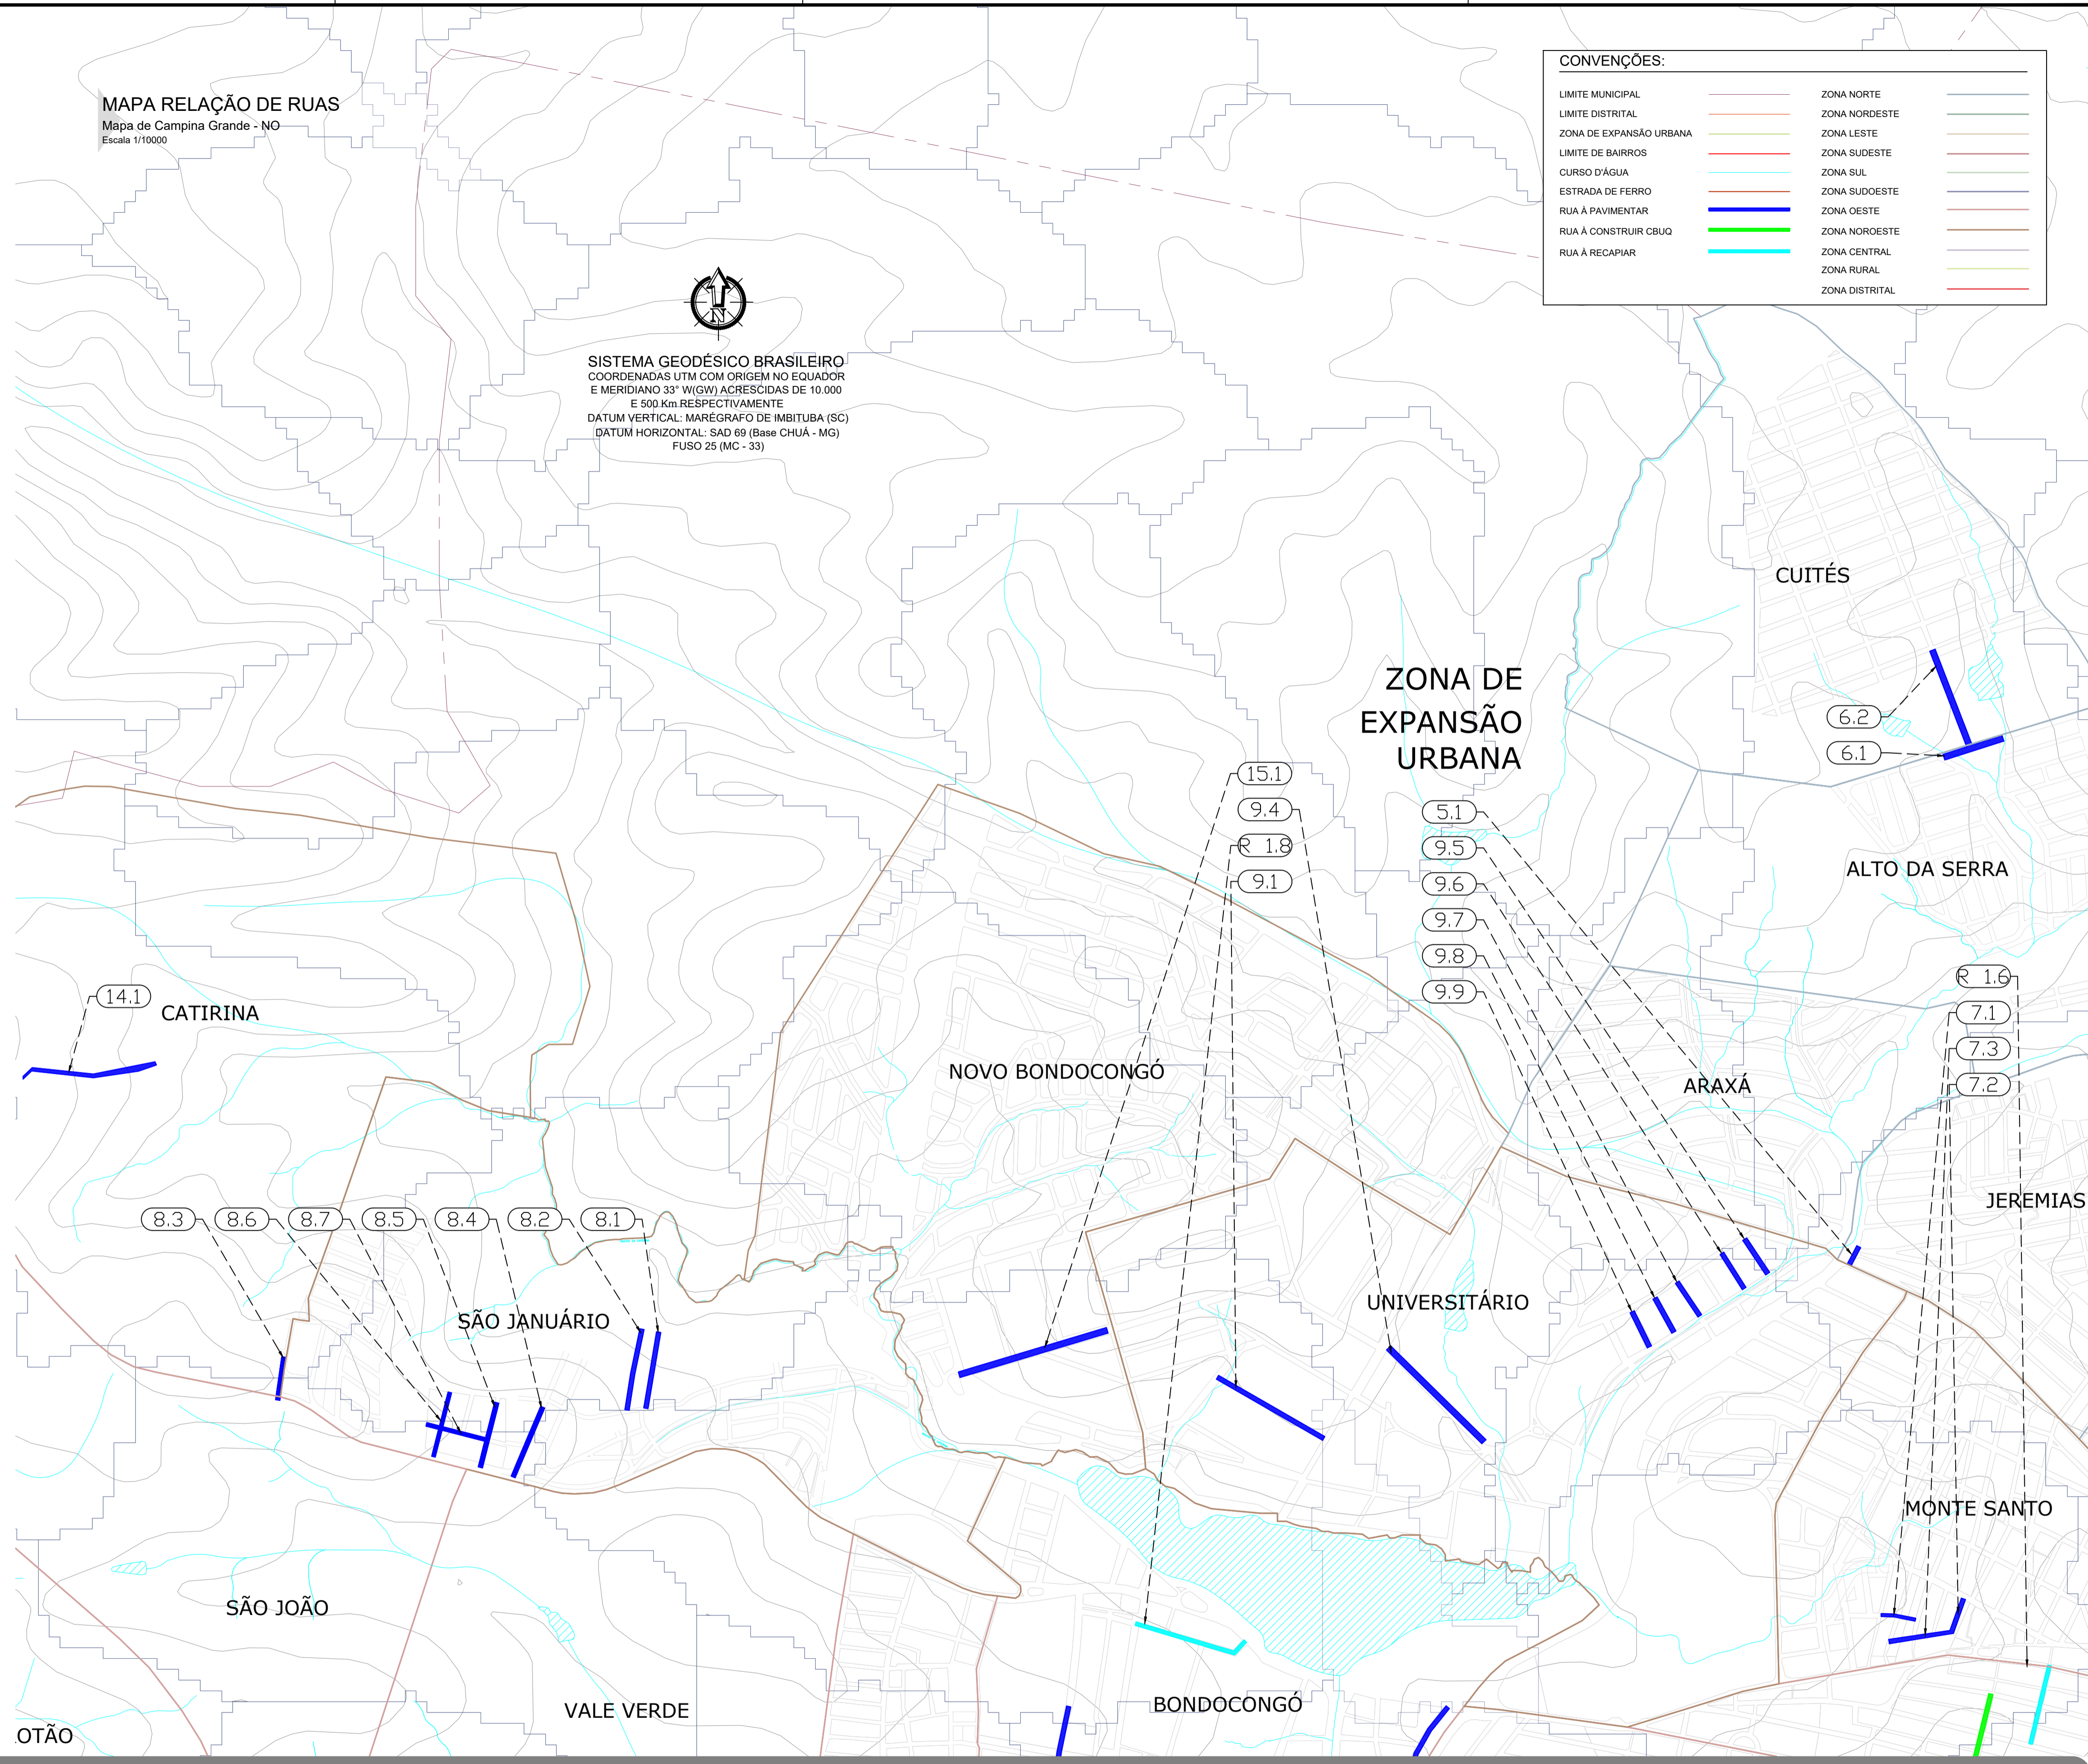 MAPA RELAÇÃO DE RUAS
Mapa de Campina Grande - NO
Escala 1/10000
CONVENÇÕES:
LIMITE MUNICIPAL
LIMITE DISTRITAL
ZONA DE EXPANSÃO URBANA
LIMITE DE BAIRROS
CURSO D'ÁGUA
ESTRADA DE FERRO
RUA À PAVIMENTAR
RUA À CONSTRUIR CBUQ
RUA À RECAPIAR
ZONA NORTE
ZONA NORDESTE
ZONA LESTE
ZONA SUDESTE
ZONA SUL
ZONA SUDOESTE
ZONA OESTE
ZONA NOROESTE
ZONA CENTRAL
ZONA RURAL
ZONA DISTRITAL
N
SISTEMA GEODÉSICO BRASILEIRO
COORDENADAS UTM COM ORIGEM NO EQUADOR
E MERIDIANO 33° W(GW) ACRESCIDAS DE 10.000
E 500 Km RESPECTIVAMENTE
DATUM VERTICAL: MARÉGRAFO DE IMBITUBA (SC)
DATUM HORIZONTAL: SAD 69 (Base CHUÁ - MG)
FUSO 25 (MC - 33)
CUITÉS
ZONA DE
EXPANSÃO
URBANA
6.2
6.1
15.1
9.4
R 1.8
9.1
5.1
9.5
9.6
9.7
9.8
9.9
ALTO DA SERRA
R 1.6
7.1
7.3
7.2
14.1
CATIRINA
NOVO BONDOCONGÓ
ARAXÁ
JEREMIAS
8.3
8.6
8.7
8.5
8.4
8.2
8.1
SÃO JANUÁRIO
UNIVERSITÁRIO
MONTE SANTO
SÃO JOÃO
VALE VERDE
BONDOCONGÓ
OTÃO